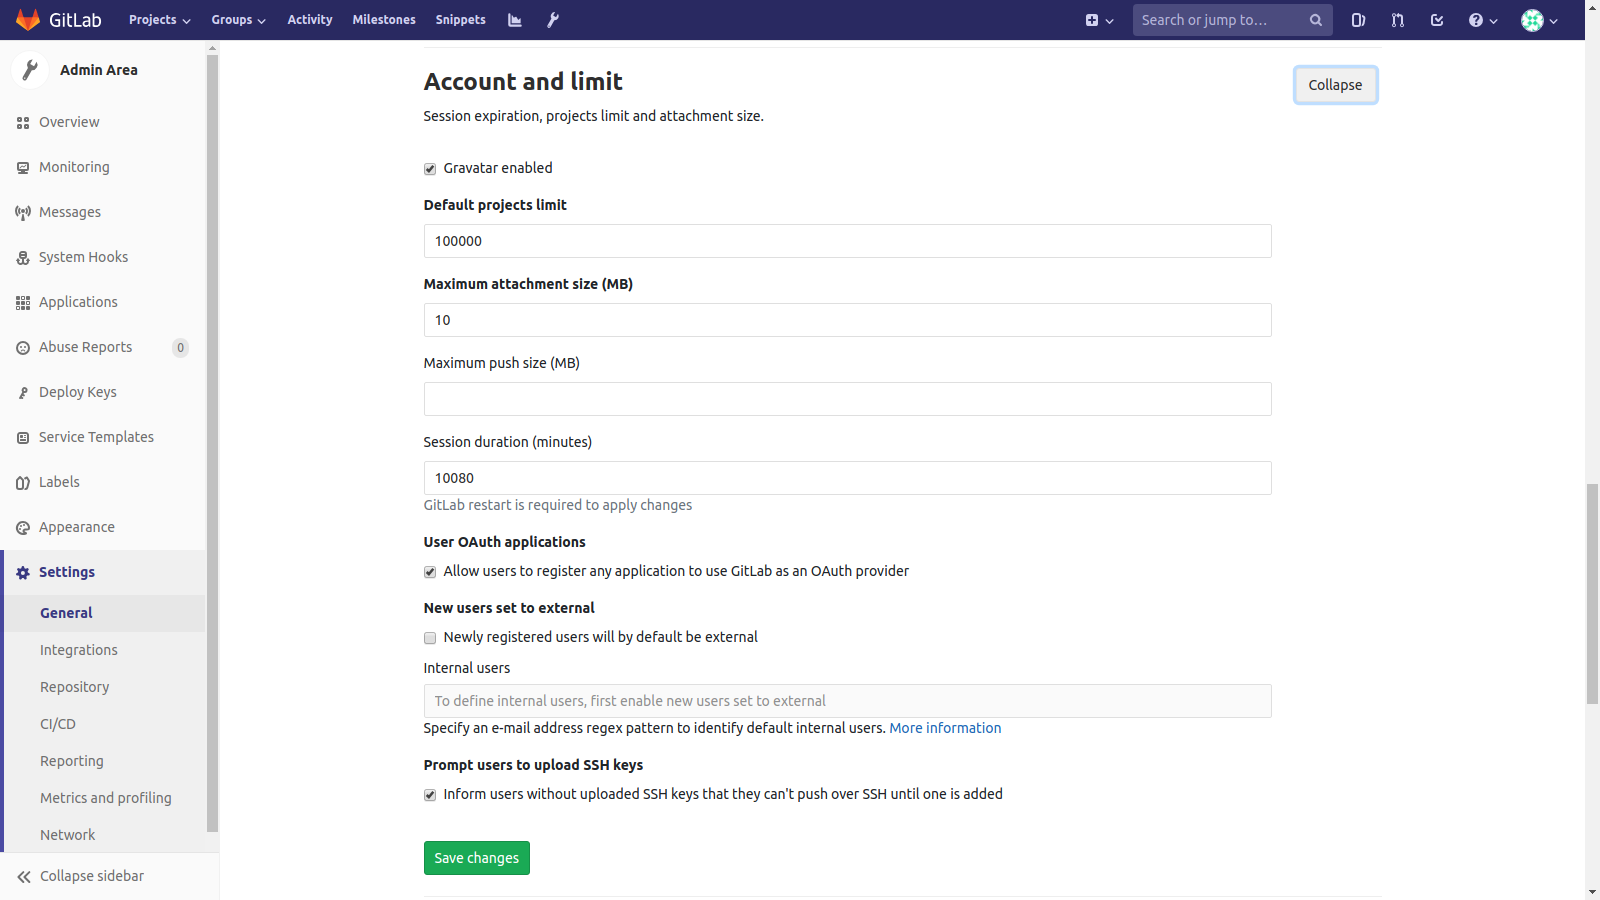 GitLab
Projects
Groups
Activity
Milestones
Snippets
Search or jump to...
Admin Area
Overview
Monitoring
Messages
System Hooks
Applications
Abuse Reports 0
Deploy Keys
Service Templates
Labels
Appearance
Settings
General
Integrations
Repository
CI/CD
Reporting
Metrics and profiling
Network
Collapse sidebar
Account and limit
Collapse
Session expiration, projects limit and attachment size.
Gravatar enabled
Default projects limit
100000
Maximum attachment size (MB)
10
Maximum push size (MB)
Session duration (minutes)
10080
GitLab restart is required to apply changes
User OAuth applications
Allow users to register any application to use GitLab as an OAuth provider
New users set to external
Newly registered users will by default be external
Internal users
To define internal users, first enable new users set to external
Specify an e-mail address regex pattern to identify default internal users. More information
Prompt users to upload SSH keys
Inform users without uploaded SSH keys that they can't push over SSH until one is added
Save changes